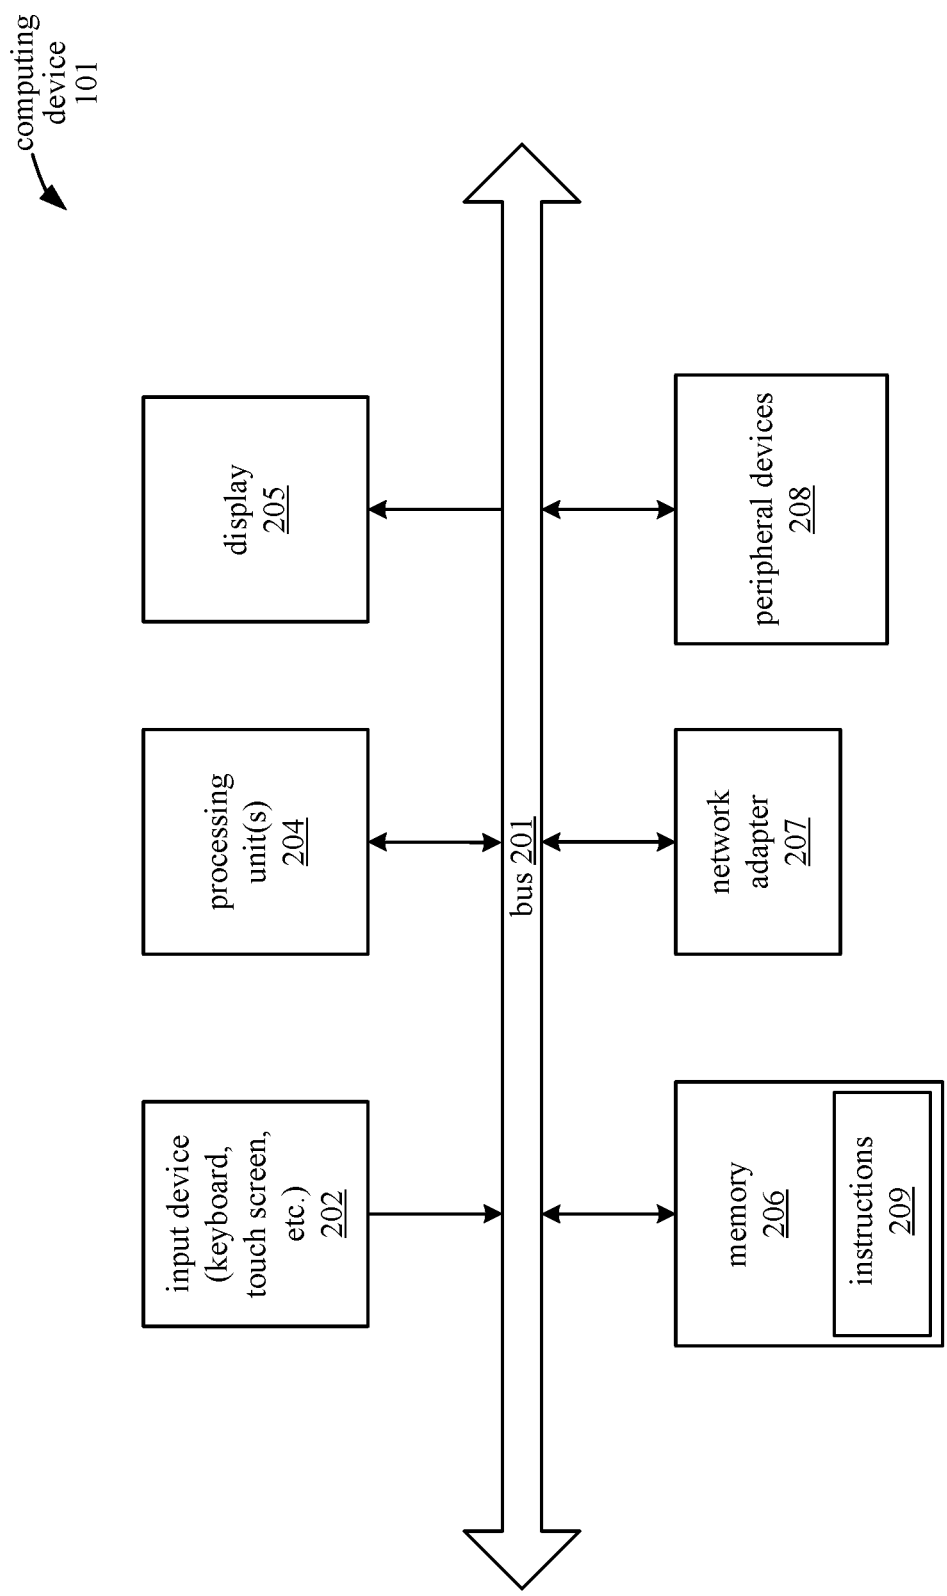 computing
device
101
input device
(keyboard,
touch screen,
etc.)
202
processing
unit(s)
204
display
205
bus 201
memory
206
instructions
209
network
adapter
207
peripheral devices
208